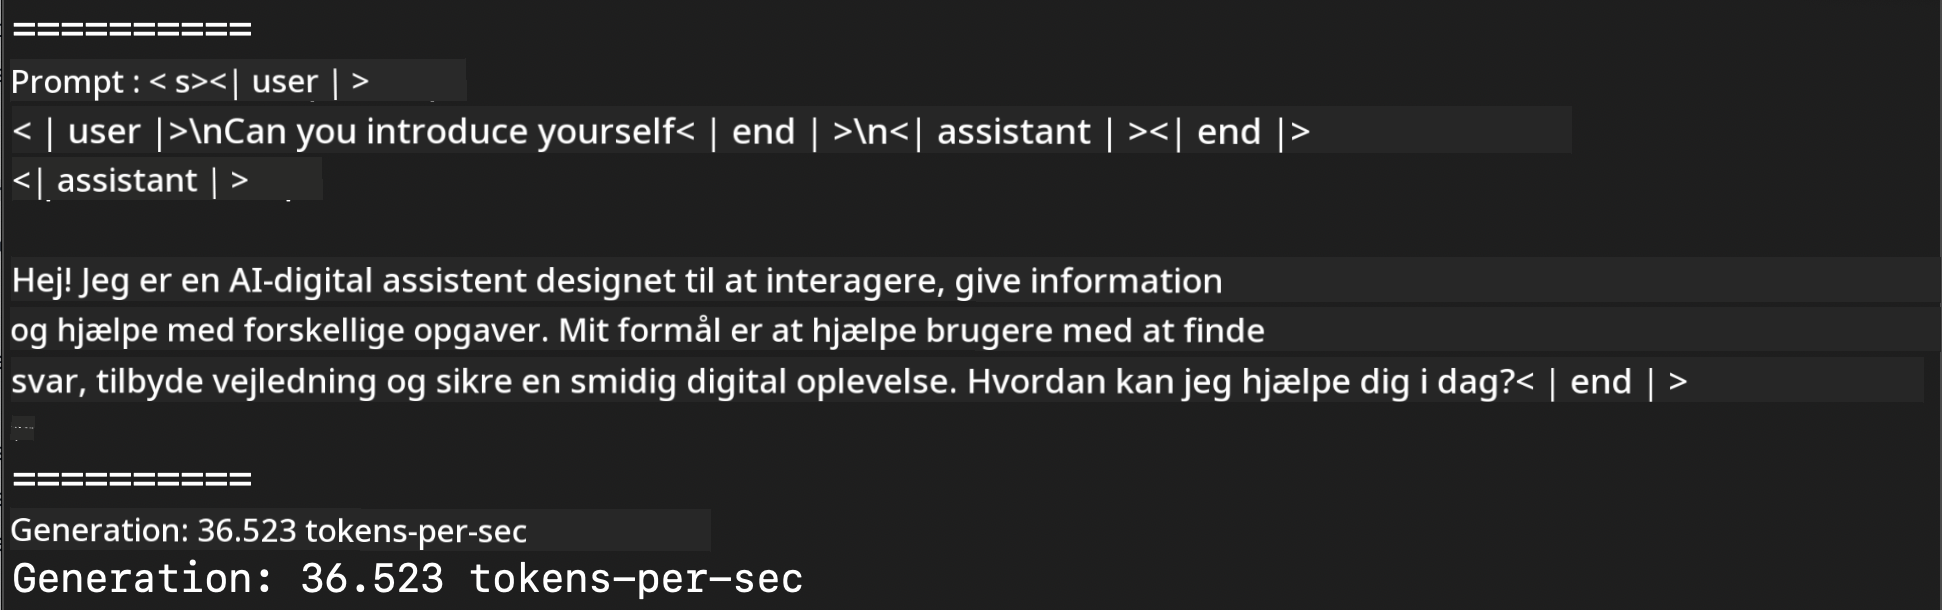 ==========
Prompt : < s><| user | >
< | user |>\nCan you introduce yourself< | end | >\n<| assistant | ><| end |>
<| assistant | >
Hej! Jeg er en AI-digital assistent designet til at interagere, give information
og hjælpe med forskellige opgaver. Mit formål er at hjælpe brugere med at finde
svar, tilbyde vejledning og sikre en smidig digital oplevelse. Hvordan kan jeg hjælpe dig i dag?< | end | >
==========
Generation: 36.523 tokens-per-sec
Generation: 36.523 tokens-per-sec